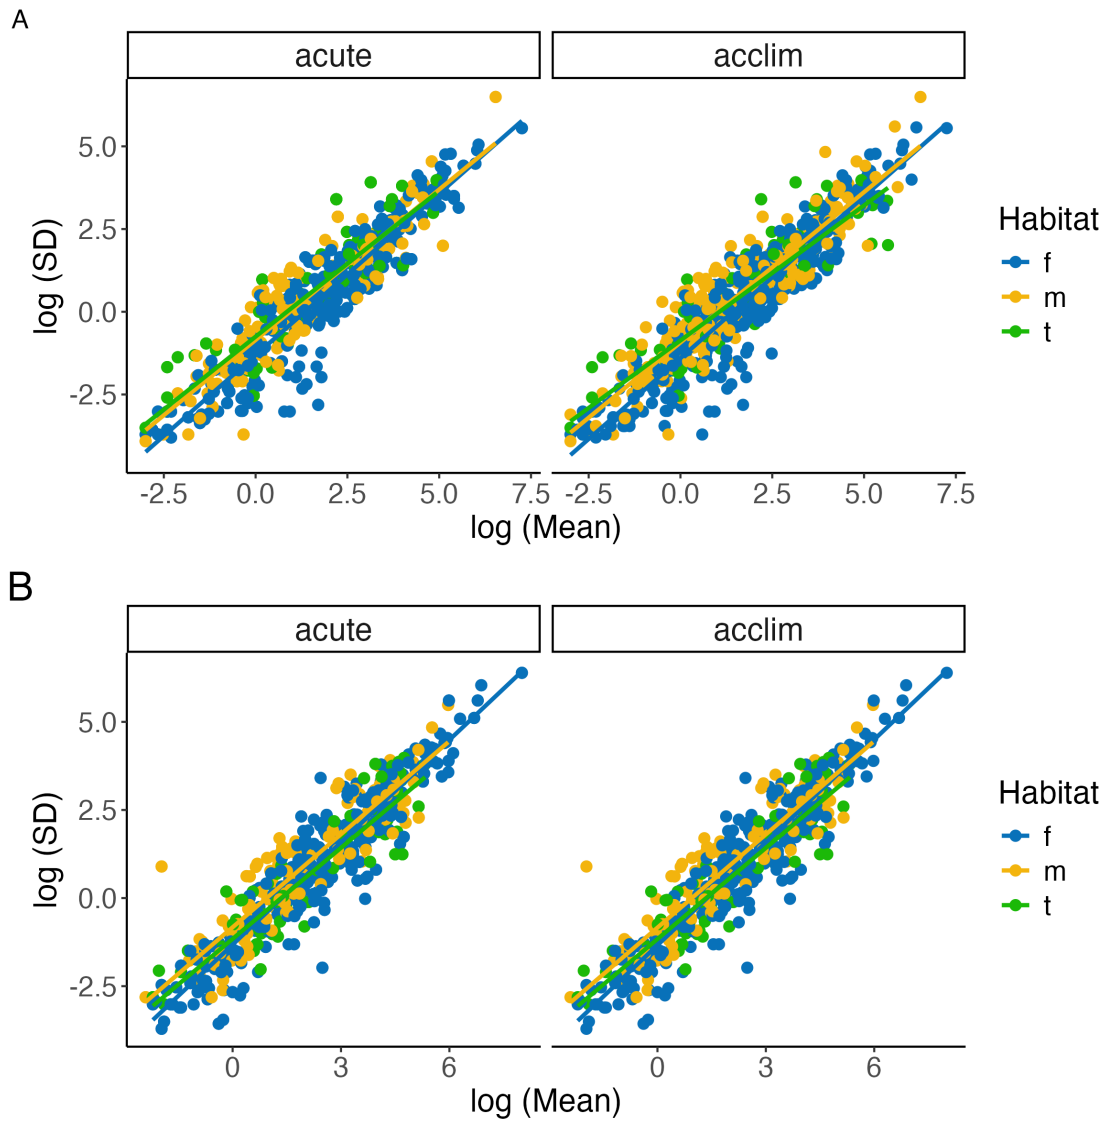 A
acute acclim
5.0
2.5
0.0
-2.5
log (SD)
-2.5 0.0 2.5 5.0 7.5 -2.5 0.0 2.5 5.0 7.5
log (Mean)
Habitat
f
m
t
B
acute acclim
5.0
2.5
0.0
-2.5
log (SD)
0 3 6 0 3 6
log (Mean)
Habitat
f
m
t